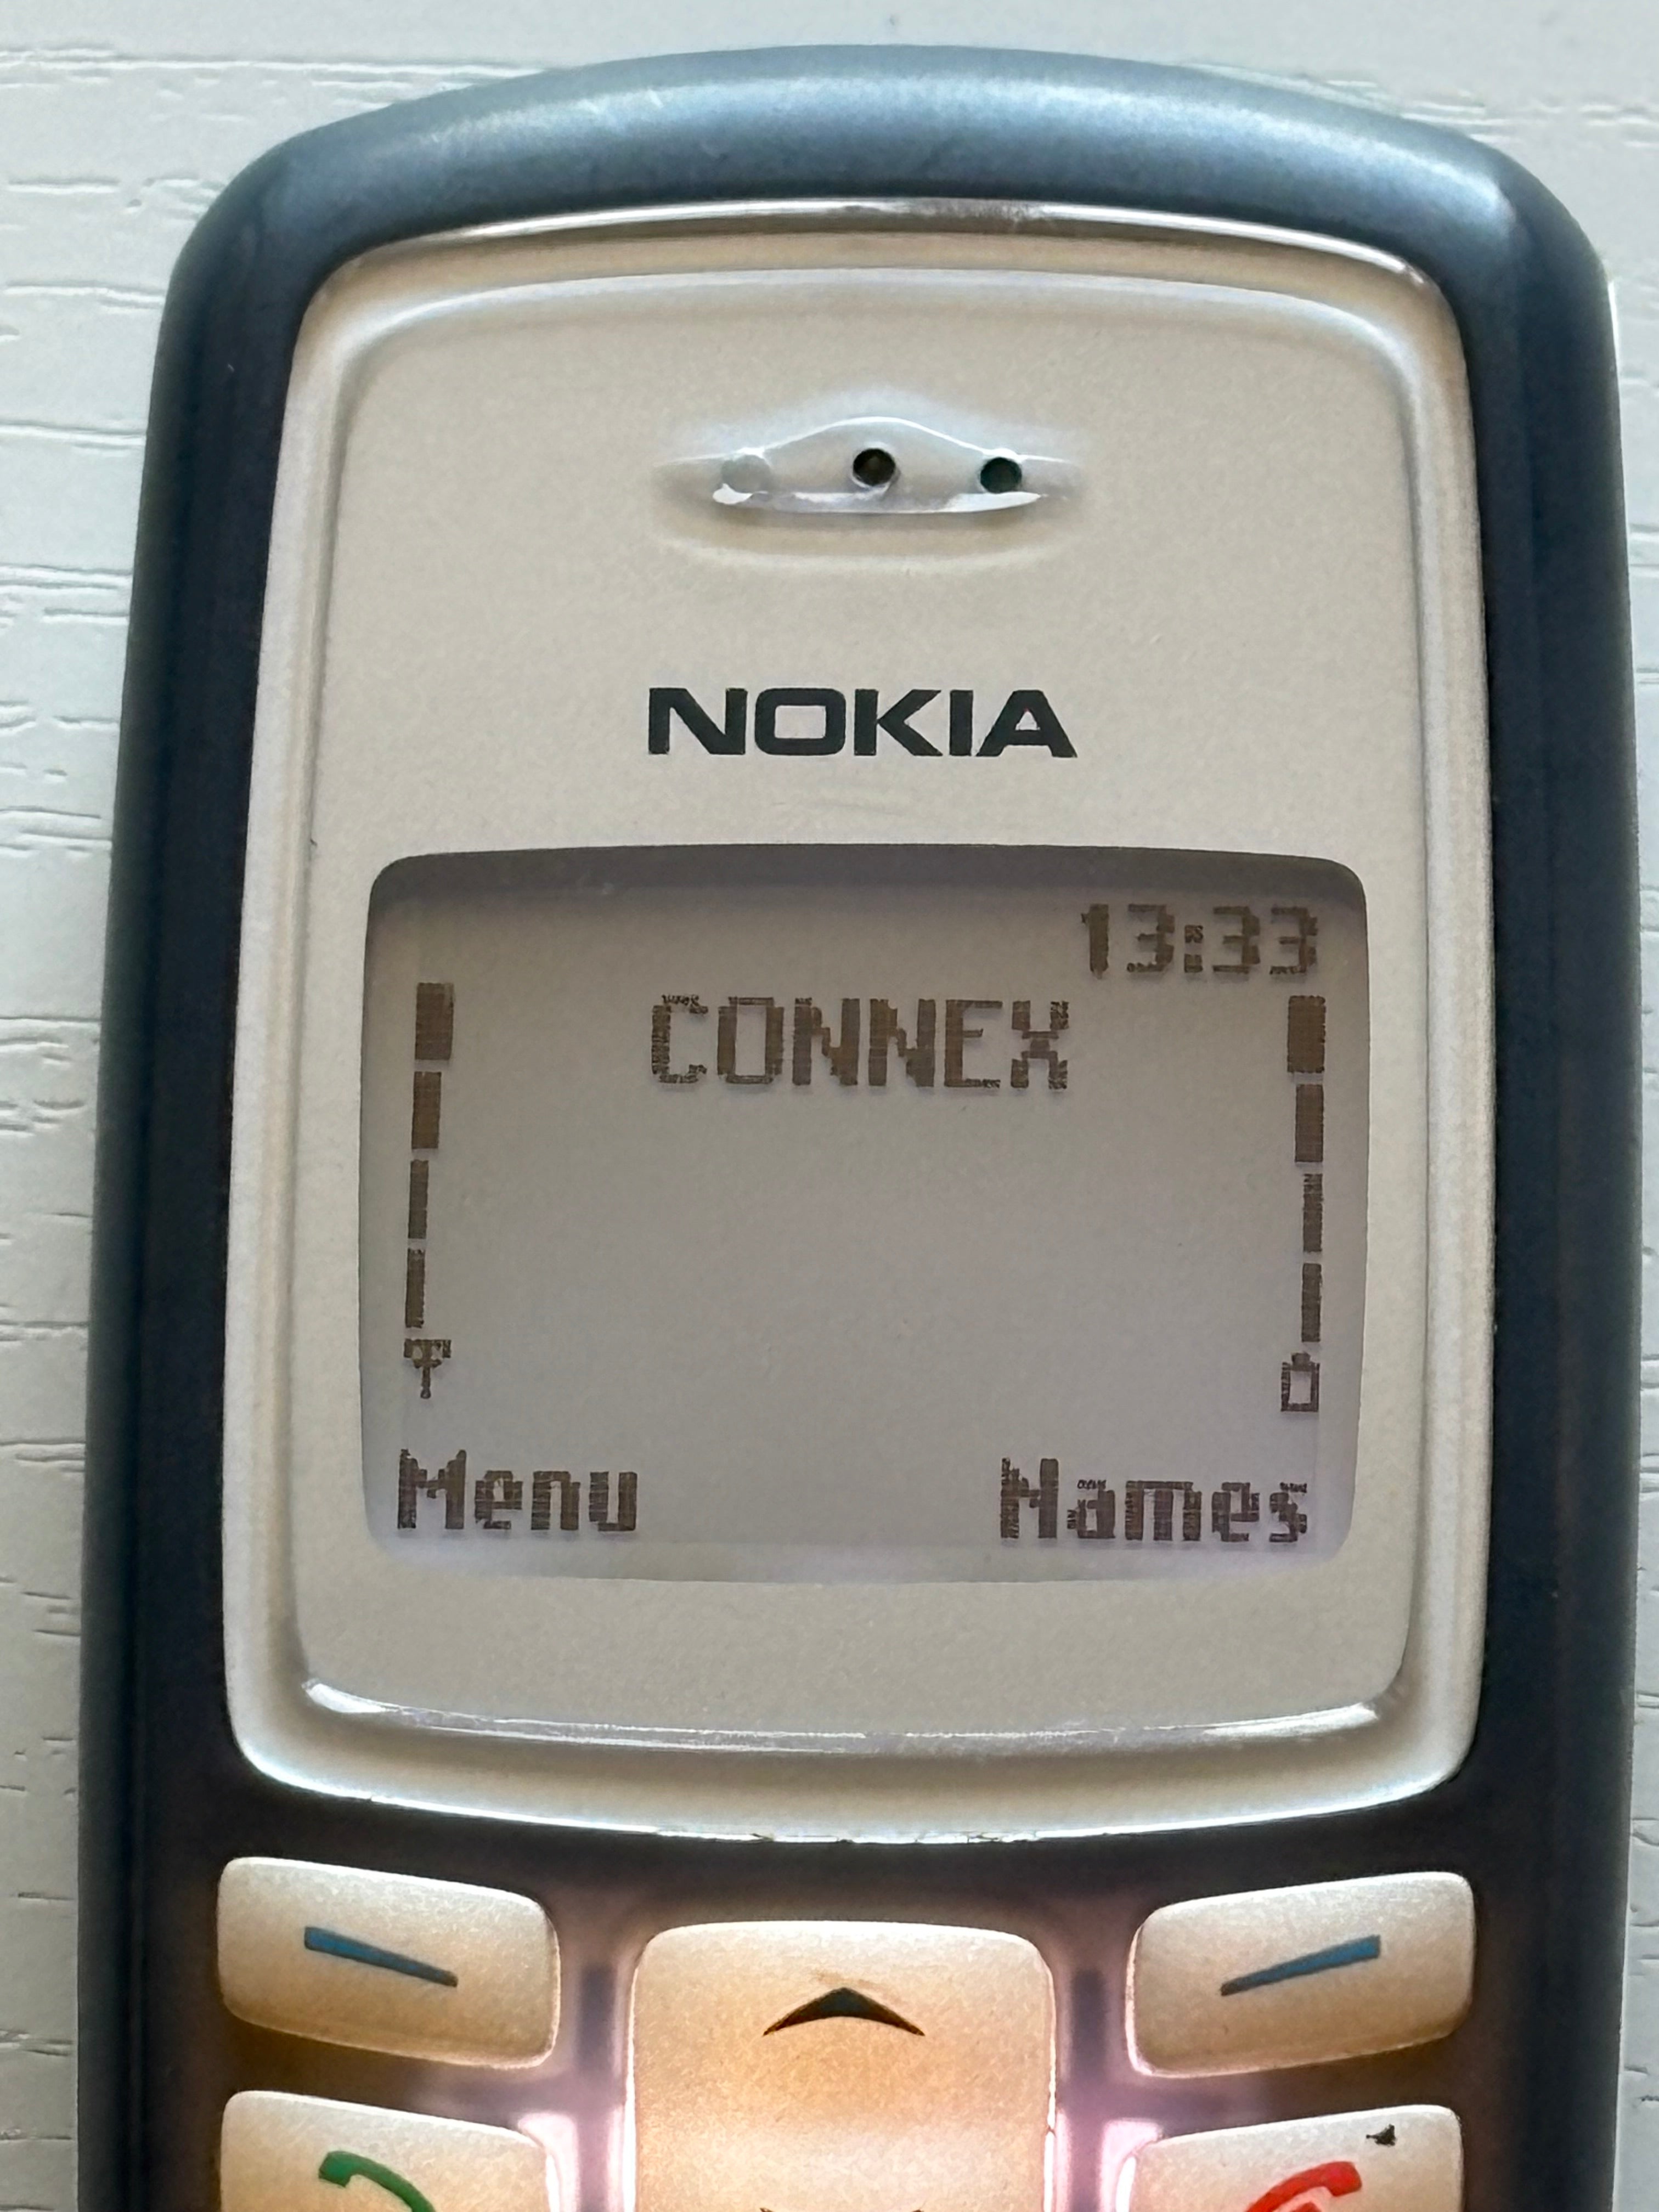 NOKIA
13:33
CONNEX
Menu Names